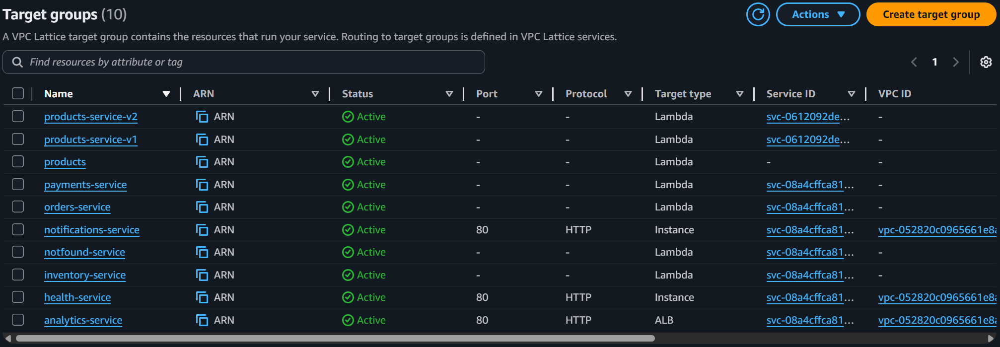 Target groups (10)
Actions
Create target group
A VPC Lattice target group contains the resources that run your service. Routing to target groups is defined in VPC Lattice services.
Find resources by attribute or tag
1
Name ARN Status Port Protocol Target type Service ID VPC ID
products-service-v2 ARN Active - - Lambda svc-0612092de... -
products-service-v1 ARN Active - - Lambda svc-0612092de... -
products ARN Active - - Lambda - -
payments-service ARN Active - - Lambda svc-08a4cffca81... -
orders-service ARN Active - - Lambda svc-08a4cffca81... -
notifications-service ARN Active 80 HTTP Instance svc-08a4cffca81... vpc-052820c0965661e8a
notfound-service ARN Active - - Lambda svc-08a4cffca81... -
inventory-service ARN Active - - Lambda svc-08a4cffca81... -
health-service ARN Active 80 HTTP Instance svc-08a4cffca81... vpc-052820c0965661e8a
analytics-service ARN Active 80 HTTP ALB svc-08a4cffca81... vpc-052820c0965661e8a